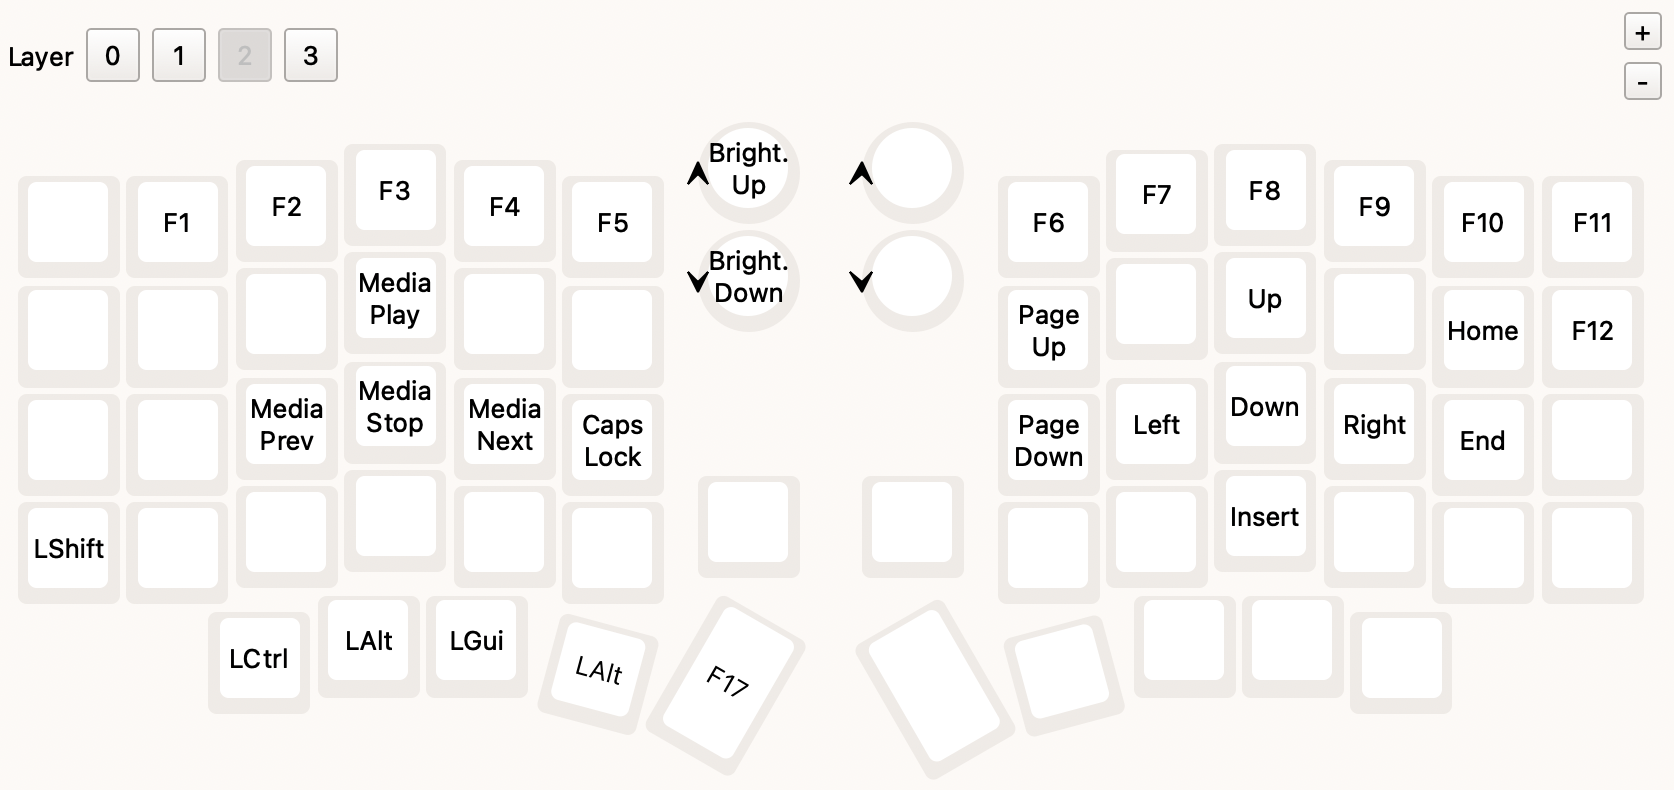 Layer 0 1 2 3
+
-
Bright.
Up
Bright.
Down
F1 F2 F3 F4 F5
Media
Play
Media
Prev
Media
Stop
Media
Next
Caps
Lock
LShift
LCtrl LAlt LGui LAlt F17
F6 F7 F8 F9 F10 F11
Page
Up
Up
Home
F12
Page
Down
Left
Down
Right
End
Insert